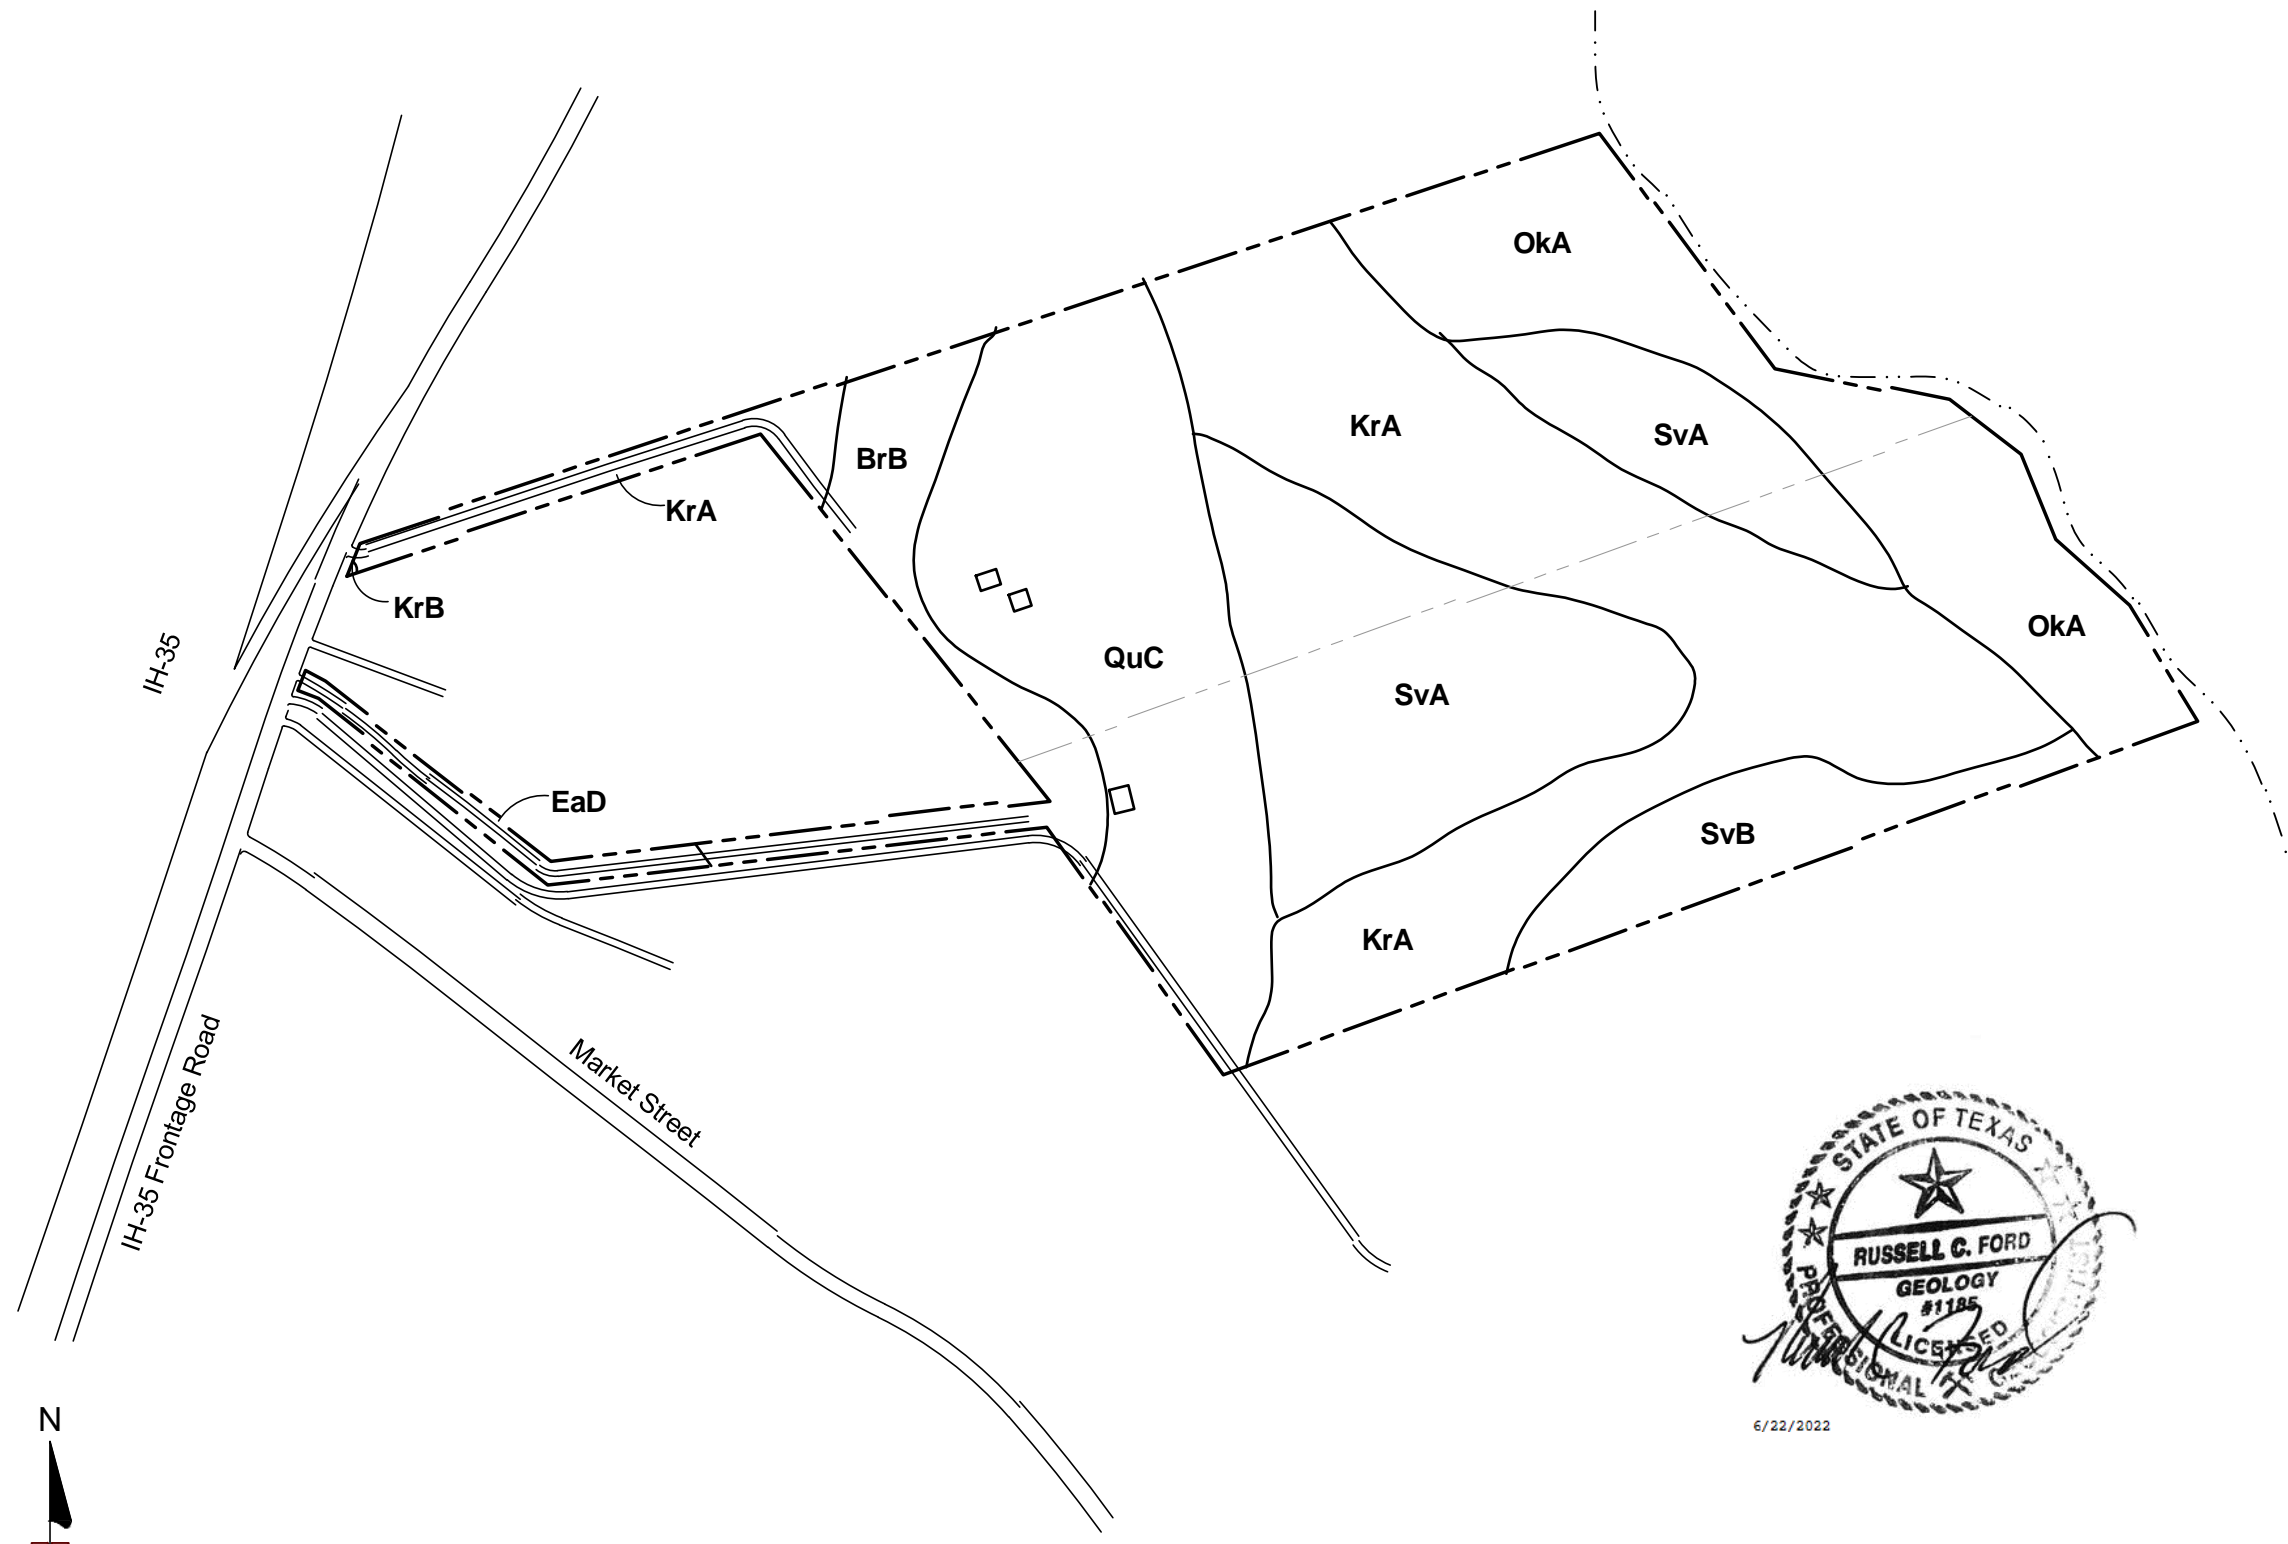 OkA
KrA
SvA
BrB
KrA
KrB
IH-35
OkA
QuC
SvA
EaD
SvB
KrA
Market Street
IH-35 Frontage Road
STATE OF TEXAS
RUSSELL C. FORD
GEOLOGY
#1185
LICENSED
PROFESSIONAL
6/22/2022
N